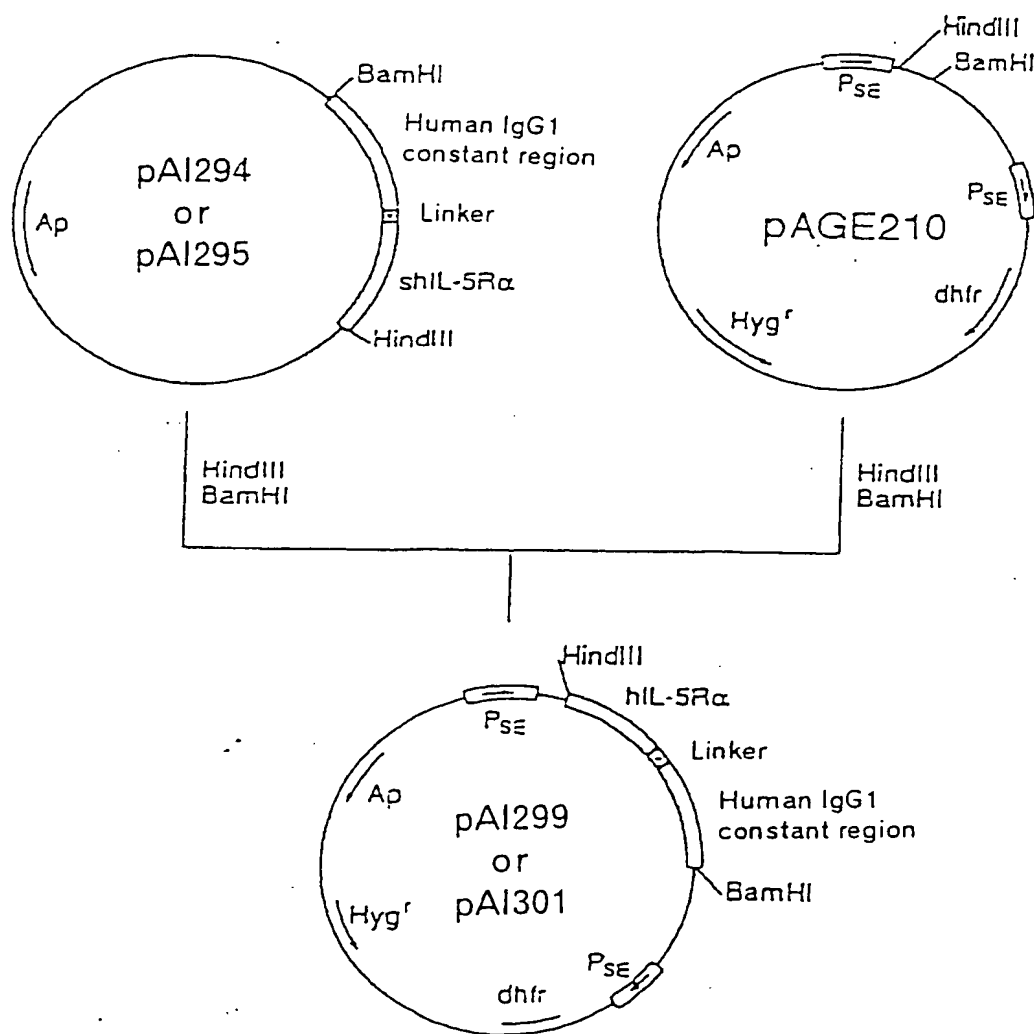 BamHI
Human IgG1
constant region
Linker
shIL-5Rα
HindIII
Ap
pAI294
or
pAI295
HindIII
BamHI
PSE
Ap
PSE
pAGE210
dhfr
Hygr
HindIII
BamHI
HindIII
BamHI
HindIII
hIL-5Rα
PSE
Linker
Ap
Human IgG1
constant region
pAI299
or
pAI301
BamHI
Hygr
PSE
dhfr